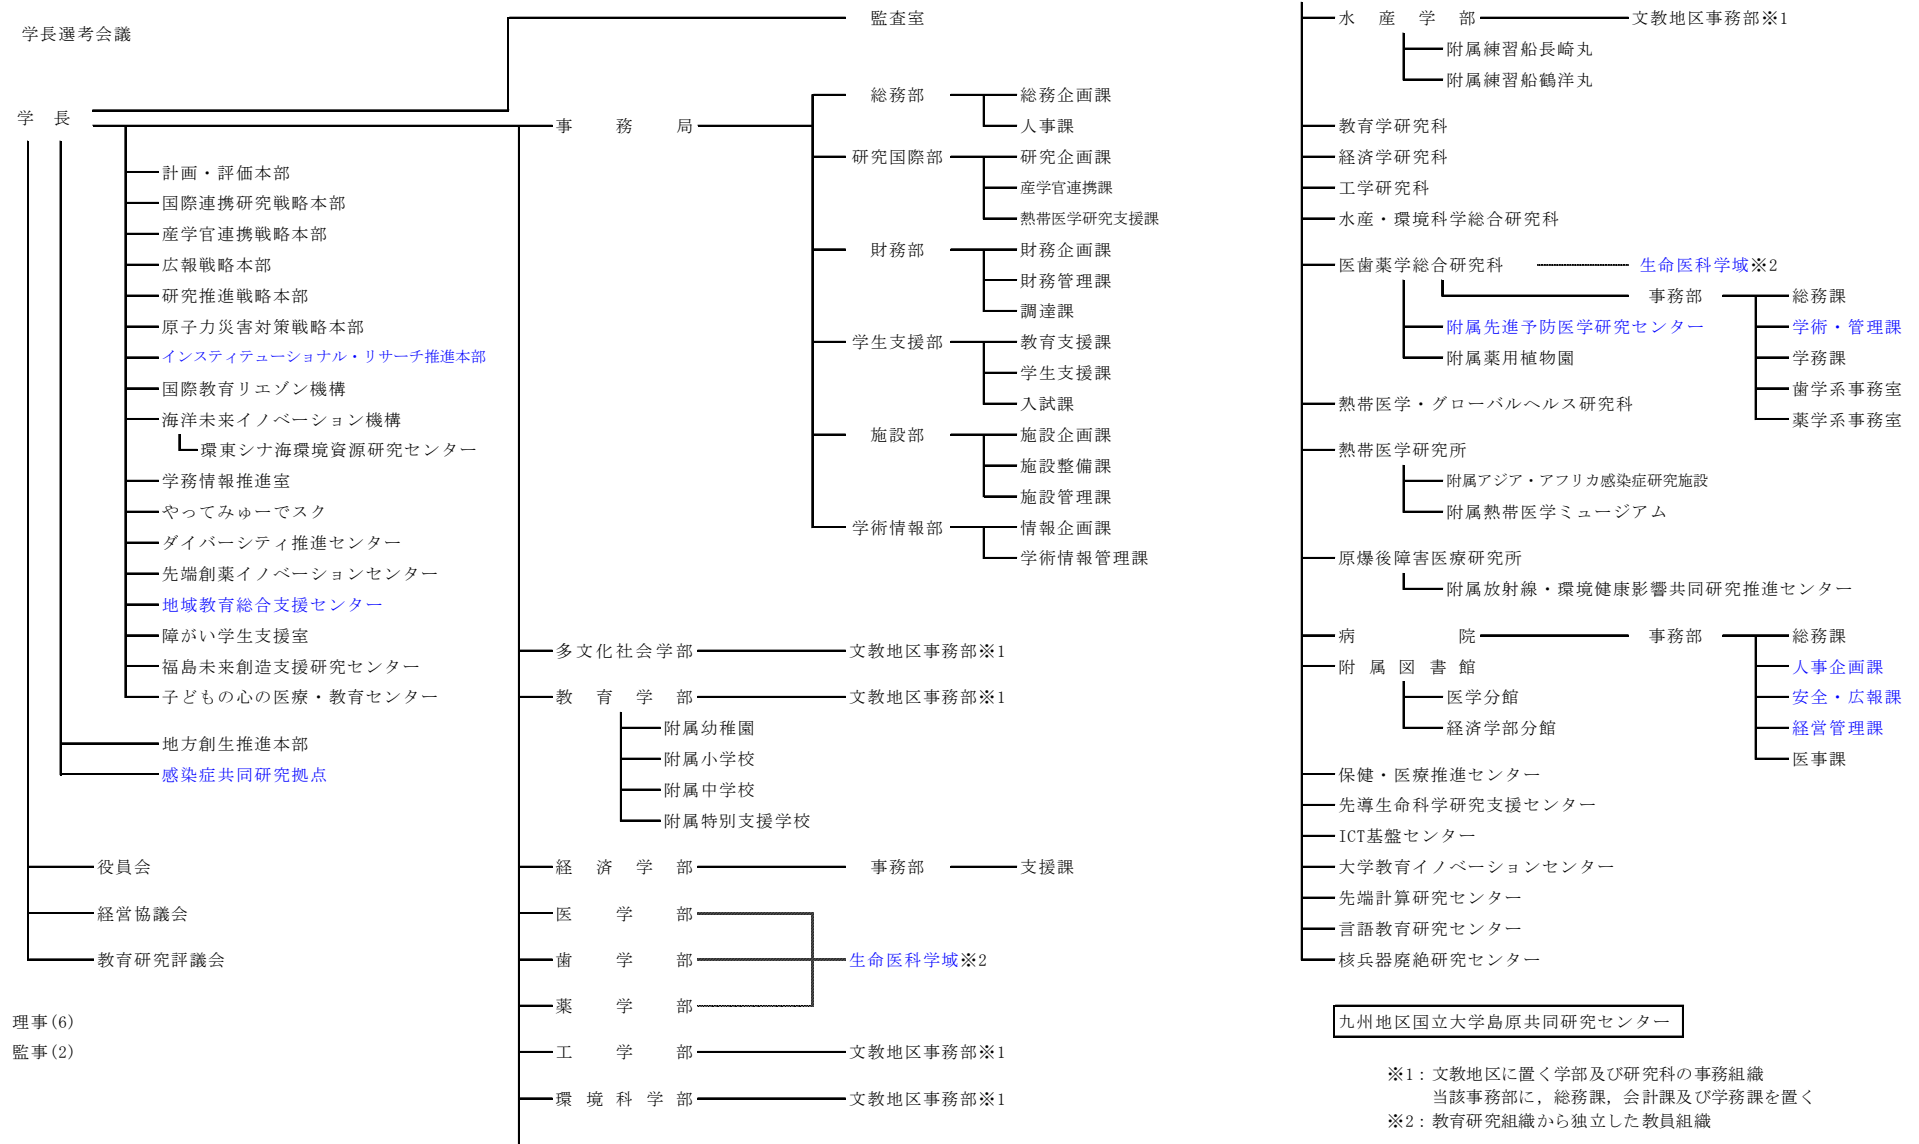 学長選考会議
監査室
学長
事務局
総務部
総務企画課
人事課
研究国際部
研究企画課
産学官連携課
熱帯医学研究支援課
財務部
財務企画課
財務管理課
調達課
学生支援部
教育支援課
学生支援課
入試課
施設部
施設企画課
施設整備課
施設管理課
学術情報部
情報企画課
学術情報管理課
計画・評価本部
国際連携研究戦略本部
産学官連携戦略本部
広報戦略本部
研究推進戦略本部
原子力災害対策戦略本部
インスティテューショナル・リサーチ推進本部
国際教育リエゾン機構
海洋未来イノベーション機構
環東シナ海環境資源研究センター
学務情報推進室
やってみゅーでスク
ダイバーシティ推進センター
先端創薬イノベーションセンター
地域教育総合支援センター
障がい学生支援室
福島未来創造支援研究センター
子どもの心の医療・教育センター
地方創生推進本部
感染症共同研究拠点
役員会
経営協議会
教育研究評議会
理事(6)
監事(2)
多文化社会学部 文教地区事務部※1
教育学部 文教地区事務部※1
附属幼稚園
附属小学校
附属中学校
附属特別支援学校
経済学部 事務部 支援課
医学部
歯学部 生命医科学域※2
薬学部
工学部 文教地区事務部※1
環境科学部 文教地区事務部※1
水産学部 文教地区事務部※1
附属練習船長崎丸
附属練習船鶴洋丸
教育学研究科
経済学研究科
工学研究科
水産・環境科学総合研究科
医歯薬学総合研究科 生命医科学域※2
事務部 総務課
附属先進予防医学研究センター 学術・管理課
附属薬用植物園 学務課
歯学系事務室
熱帯医学・グローバルヘルス研究科
薬学系事務室
熱帯医学研究所
附属アジア・アフリカ感染症研究施設
附属熱帯医学ミュージアム
原爆後障害医療研究所
附属放射線・環境健康影響共同研究推進センター
病院 事務部 総務課
附属図書館 人事企画課
医学分館 安全・広報課
経済学部分館 経営管理課
医事課
保健・医療推進センター
先導生命科学研究支援センター
ICT基盤センター
大学教育イノベーションセンター
先端計算研究センター
言語教育研究センター
核兵器廃絶研究センター
九州地区国立大学島原共同研究センター
※1：文教地区に置く学部及び研究科の事務組織
当該事務部に，総務課，会計課及び学務課を置く
※2：教育研究組織から独立した教員組織